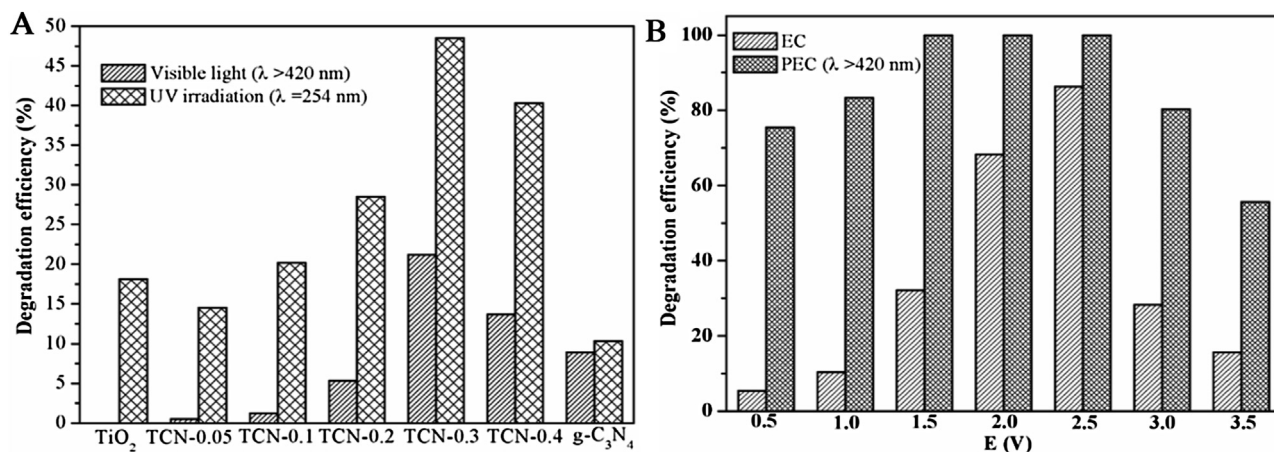 A
Degradation efficiency (%)
50
45
40
35
30
25
20
15
10
5
0
Visible light (λ >420 nm)
UV irradiation (λ =254 nm)
TiO₂ TCN-0.05 TCN-0.1 TCN-0.2 TCN-0.3 TCN-0.4 g-C₃N₄
B
Degradation efficiency (%)
100
80
60
40
20
0
EC
PEC (λ >420 nm)
0.5 1.0 1.5 2.0 2.5 3.0 3.5
E (V)